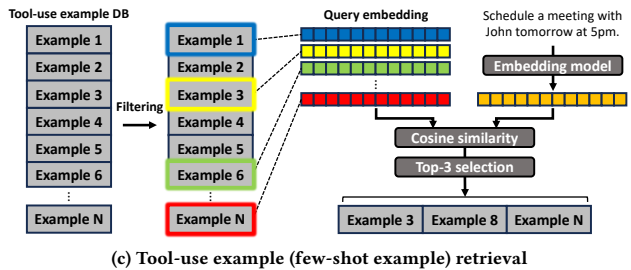 Tool-use example DB
Example 1
Example 2
Example 3
Example 4
Example 5
Example 6
⋮
Example N
Filtering
Example 1
Example 2
Example 3
Example 4
Example 5
Example 6
⋮
Example N
Query embedding
⋮
Schedule a meeting with
John tomorrow at 5pm.
Embedding model
Cosine similarity
Top-3 selection
Example 3
Example 8
Example N
(c) Tool-use example (few-shot example) retrieval